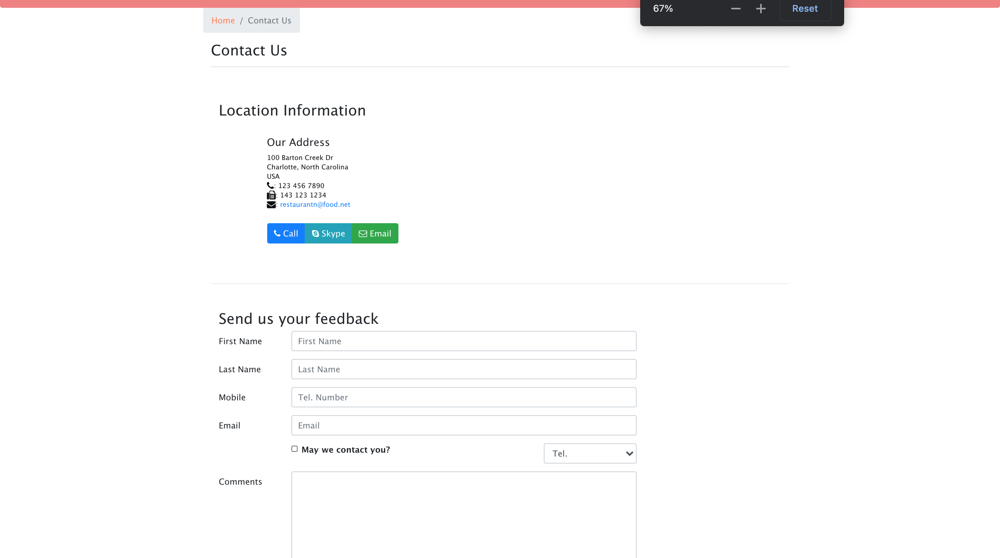 67% Reset
Home / Contact Us
Contact Us
Location Information
Our Address
100 Barton Creek Dr
Charlotte, North Carolina
USA
: 123 456 7890
: 143 123 1234
: restaurantn@food.net
Call Skype Email
Send us your feedback
First Name First Name
Last Name Last Name
Mobile Tel. Number
Email Email
May we contact you? Tel.
Comments